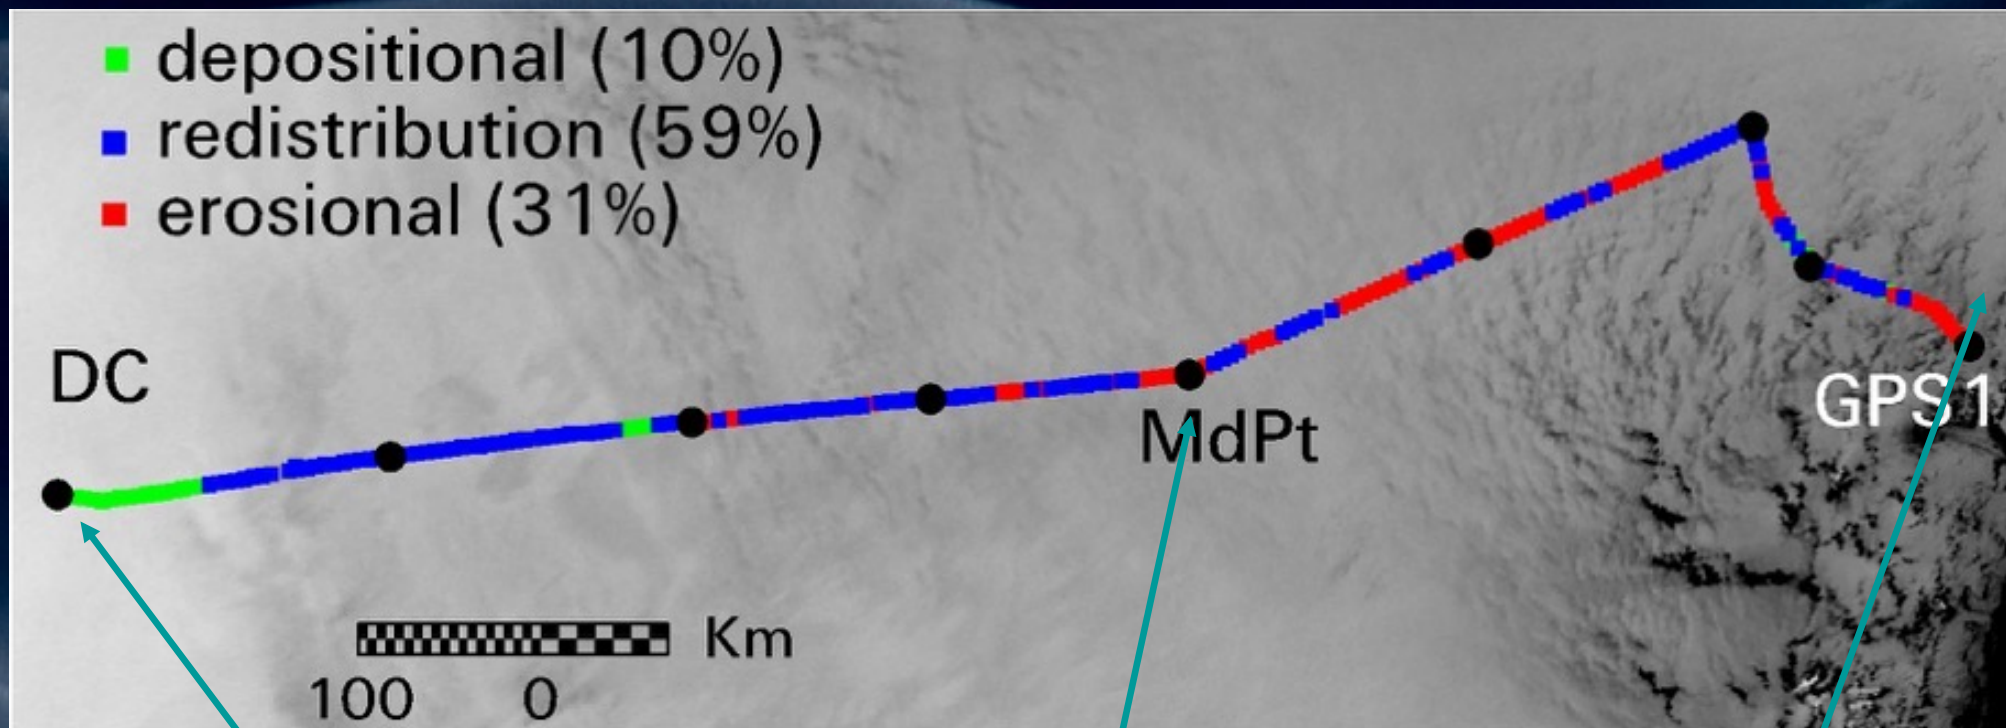 depositional (10%)
redistribution (59%)
erosional (31%)
DC
MdPt
GPS1
Km
100 0